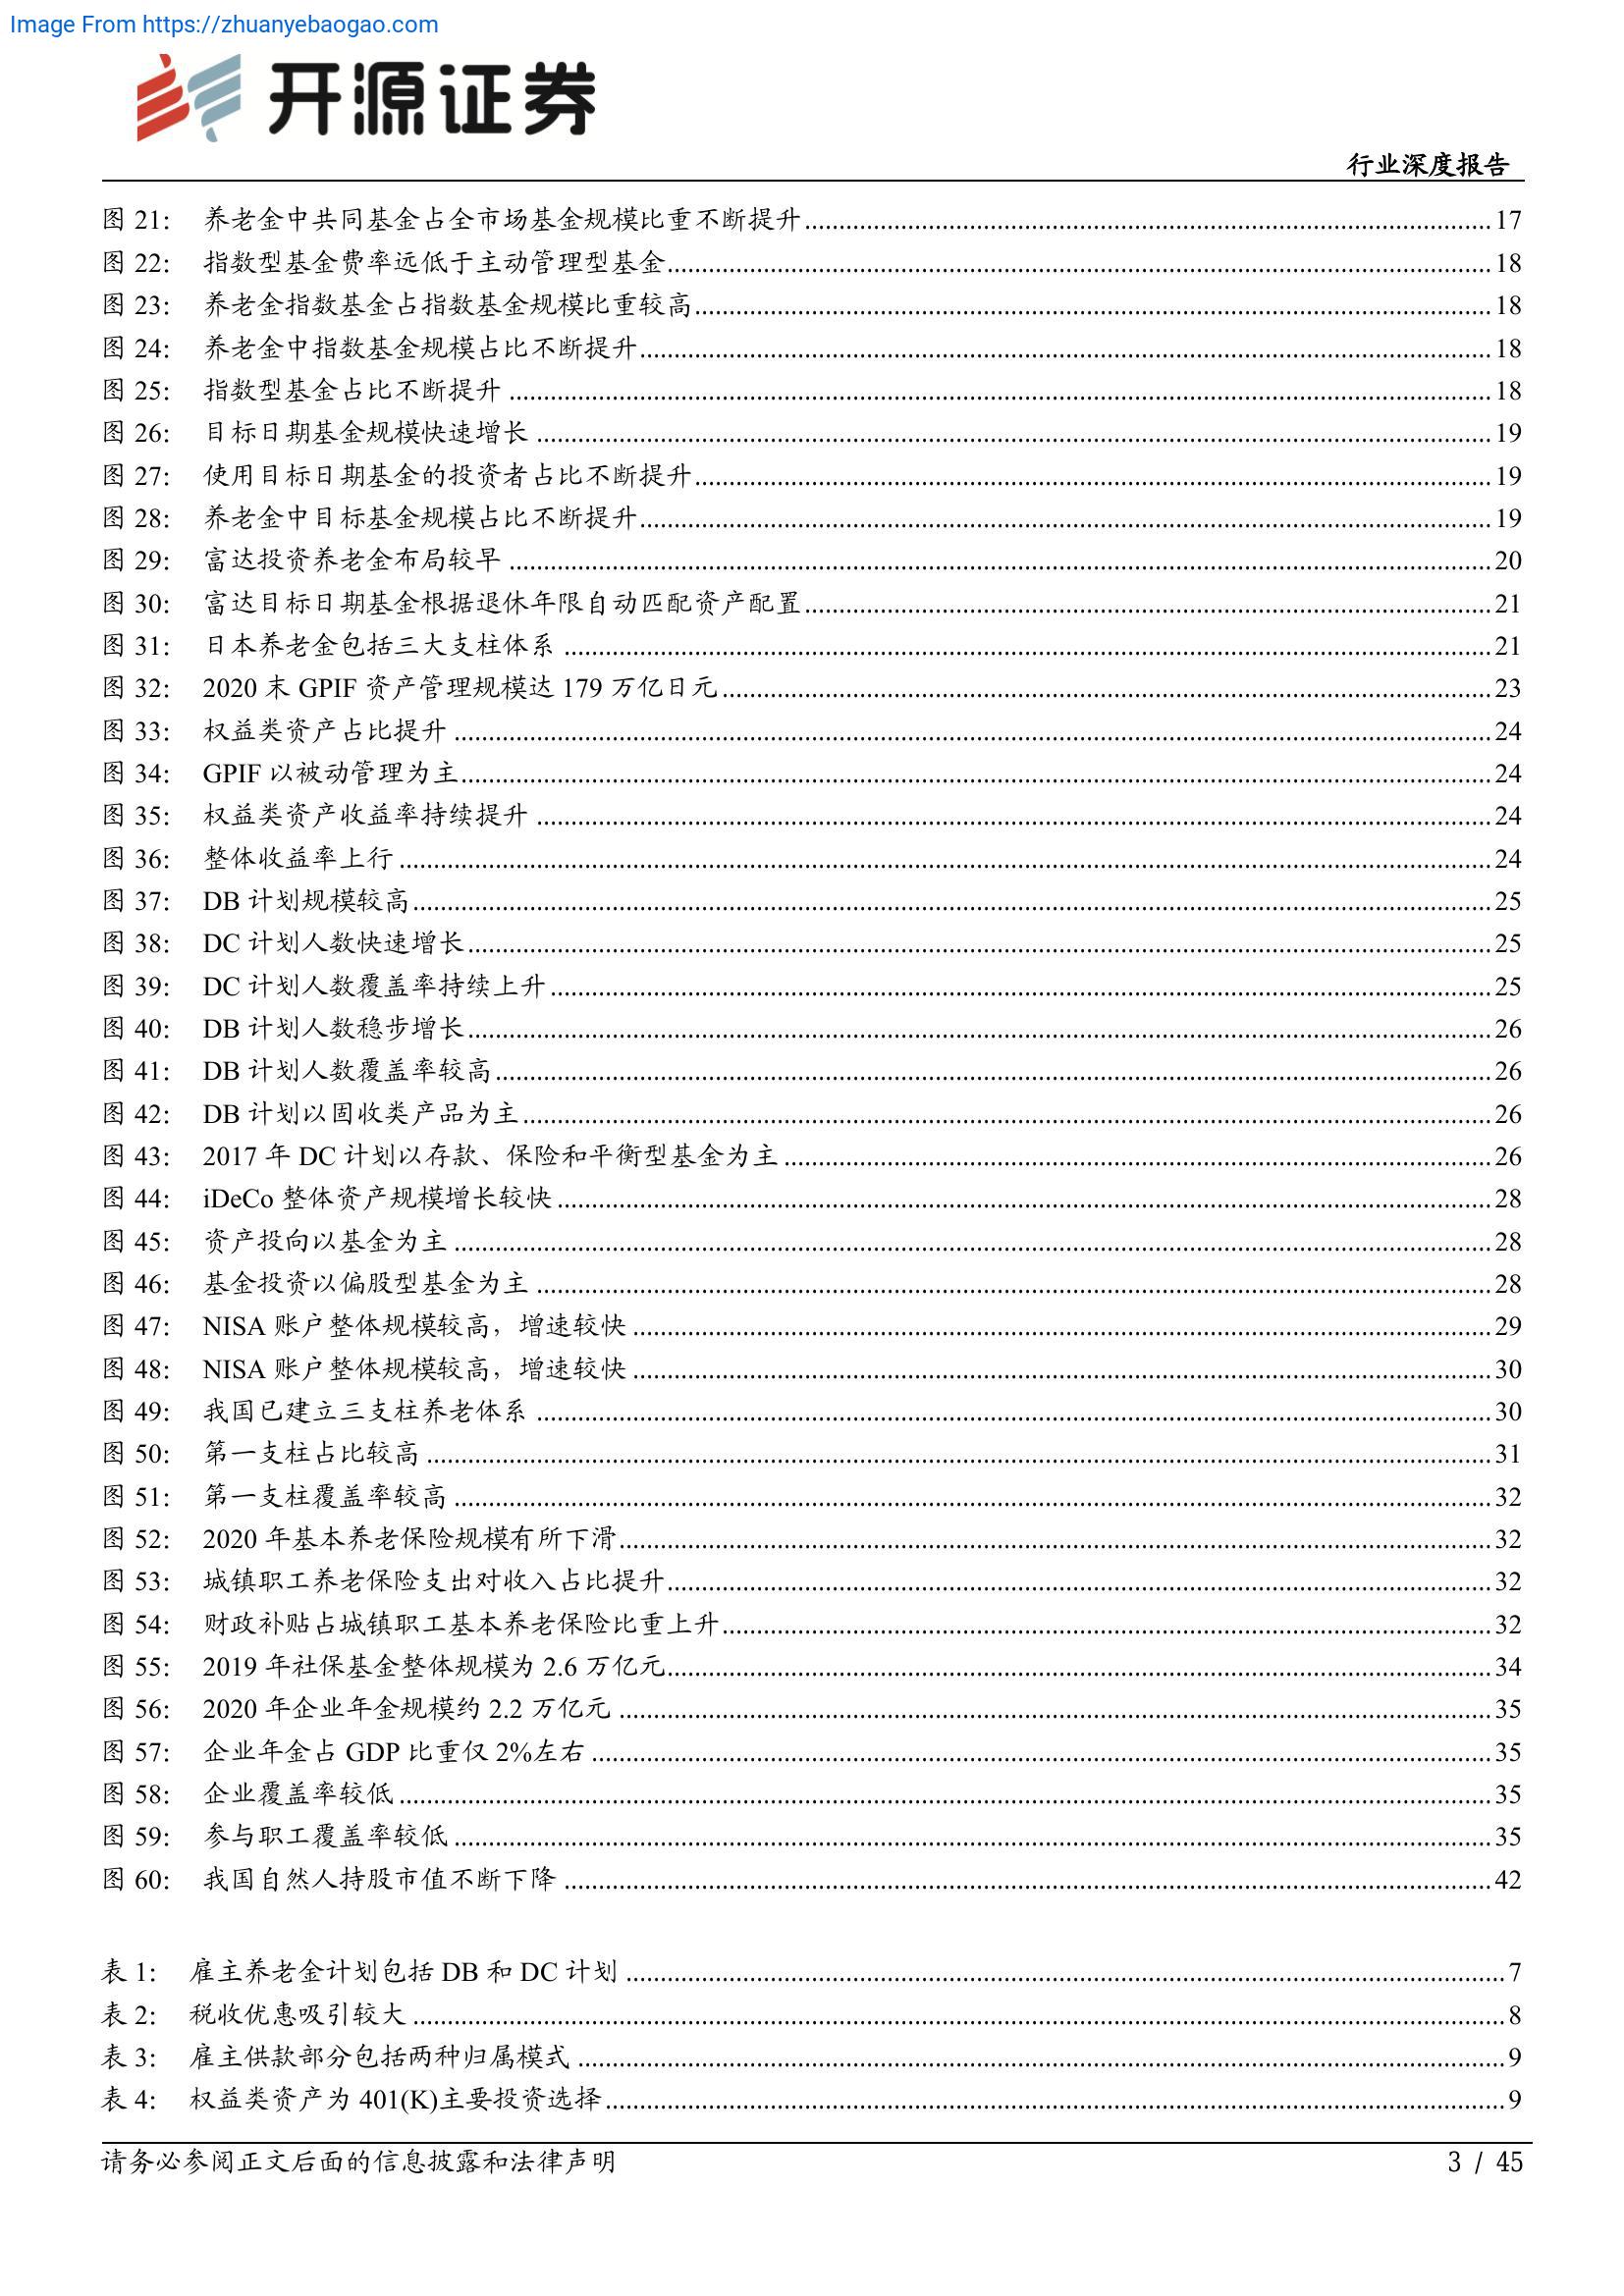 Image From https://zhuanyebaogao.com
开源证券
行业深度报告
图 21： 养老金中共同基金占全市场基金规模比重不断提升 17
图 22： 指数型基金费率远低于主动管理型基金 18
图 23： 养老金指数基金占指数基金规模比重较高 18
图 24： 养老金中指数基金规模占比不断提升 18
图 25： 指数型基金占比不断提升 18
图 26： 目标日期基金规模快速增长 19
图 27： 使用目标日期基金的投资者占比不断提升 19
图 28： 养老金中目标基金规模占比不断提升 19
图 29： 富达投资养老金布局较早 20
图 30： 富达目标日期基金根据退休年限自动匹配资产配置 21
图 31： 日本养老金包括三大支柱体系 21
图 32： 2020 末 GPIF 资产管理规模达 179 万亿日元 23
图 33： 权益类资产占比提升 24
图 34： GPIF 以被动管理为主 24
图 35： 权益类资产收益率持续提升 24
图 36： 整体收益率上行 24
图 37： DB 计划规模较高 25
图 38： DC 计划人数快速增长 25
图 39： DC 计划人数覆盖率持续上升 25
图 40： DB 计划人数稳步增长 26
图 41： DB 计划人数覆盖率较高 26
图 42： DB 计划以固收类产品为主 26
图 43： 2017 年 DC 计划以存款、保险和平衡型基金为主 26
图 44： iDeCo 整体资产规模增长较快 28
图 45： 资产投向以基金为主 28
图 46： 基金投资以偏股型基金为主 28
图 47： NISA 账户整体规模较高，增速较快 29
图 48： NISA 账户整体规模较高，增速较快 30
图 49： 我国已建立三支柱养老体系 30
图 50： 第一支柱占比较高 31
图 51： 第一支柱覆盖率较高 32
图 52： 2020 年基本养老保险规模有所下滑 32
图 53： 城镇职工养老保险支出对收入占比提升 32
图 54： 财政补贴占城镇职工基本养老保险比重上升 32
图 55： 2019 年社保基金整体规模为 2.6 万亿元 34
图 56： 2020 年企业年金规模约 2.2 万亿元 35
图 57： 企业年金占 GDP 比重仅 2%左右 35
图 58： 企业覆盖率较低 35
图 59： 参与职工覆盖率较低 35
图 60： 我国自然人持股市值不断下降 42
表 1： 雇主养老金计划包括 DB 和 DC 计划 7
表 2： 税收优惠吸引较大 8
表 3： 雇主供款部分包括两种归属模式 9
表 4： 权益类资产为 401(K)主要投资选择 9
请务必参阅正文后面的信息披露和法律声明 3 / 45